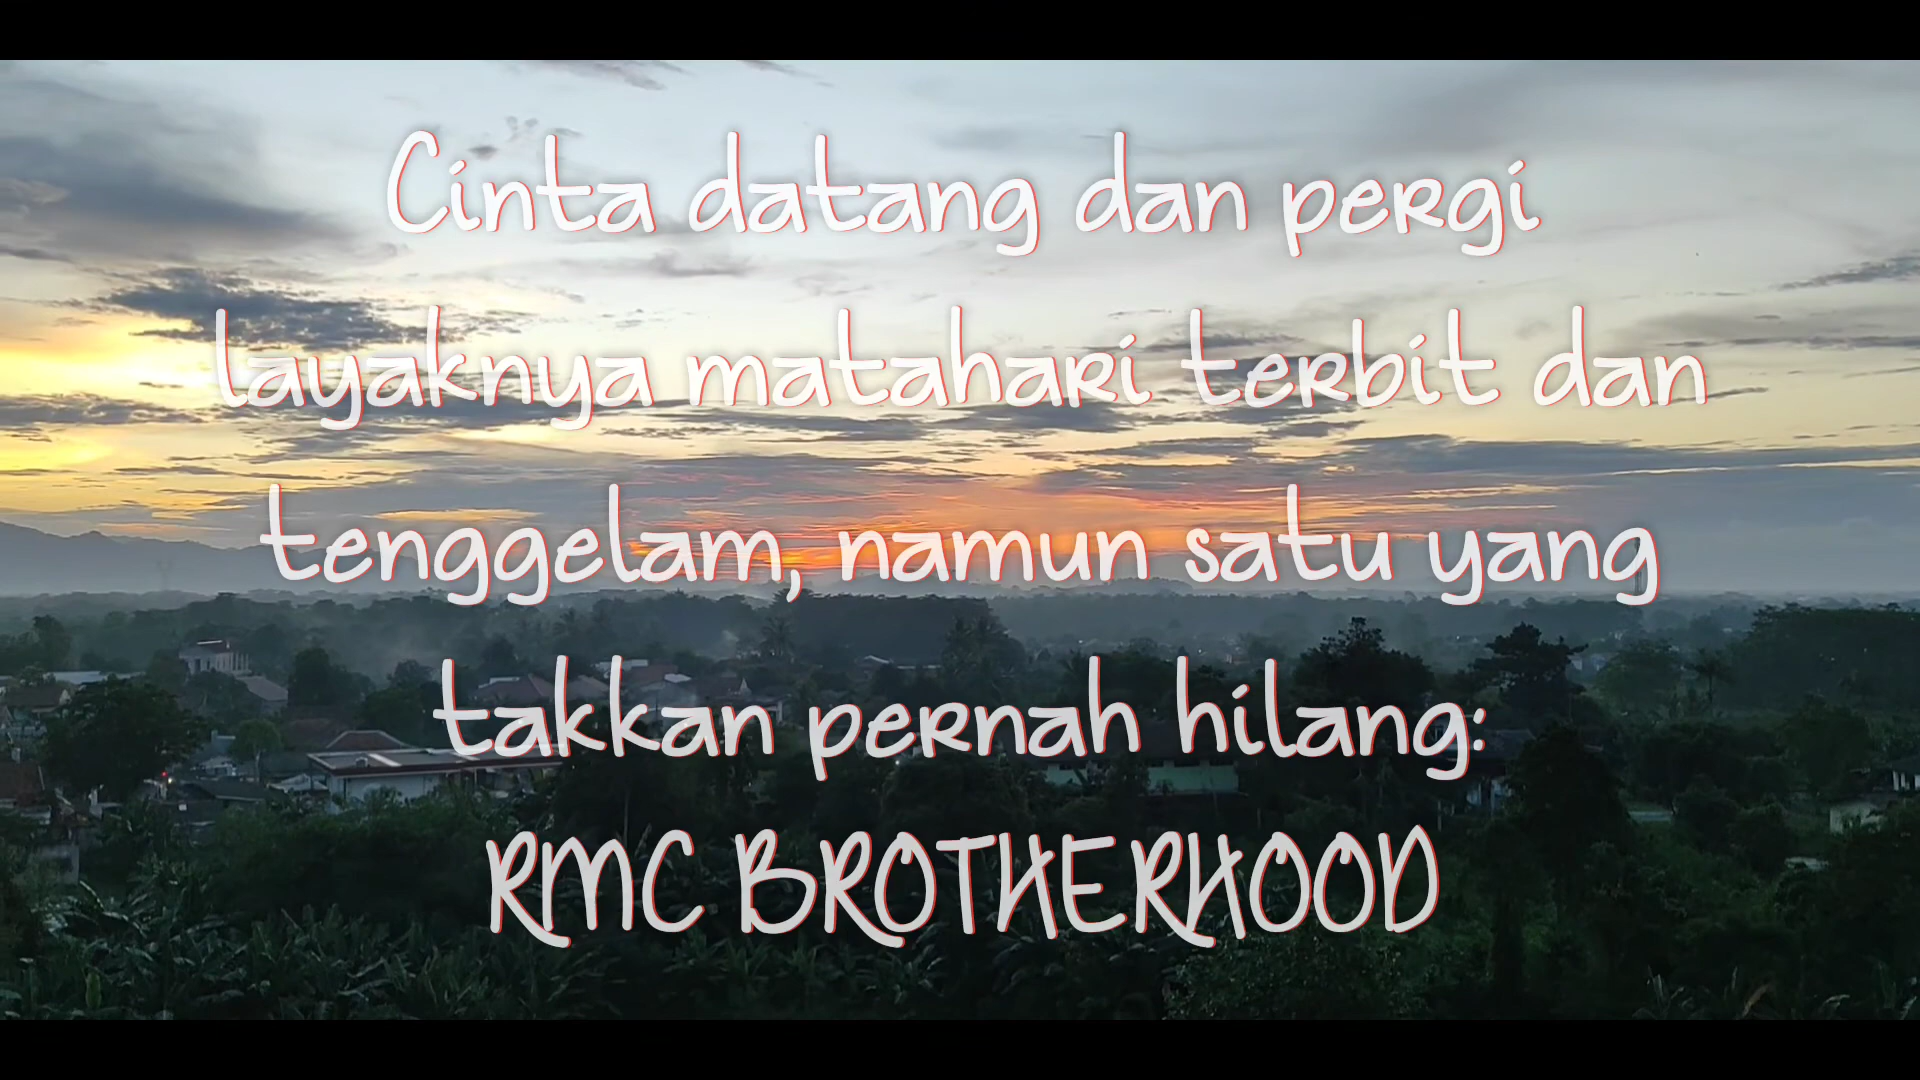 Cinta datang dan pergi
layaknya matahari terbit dan
tenggelam, namun satu yang
takkan pernah hilang:
RMC BROTHERHOOD